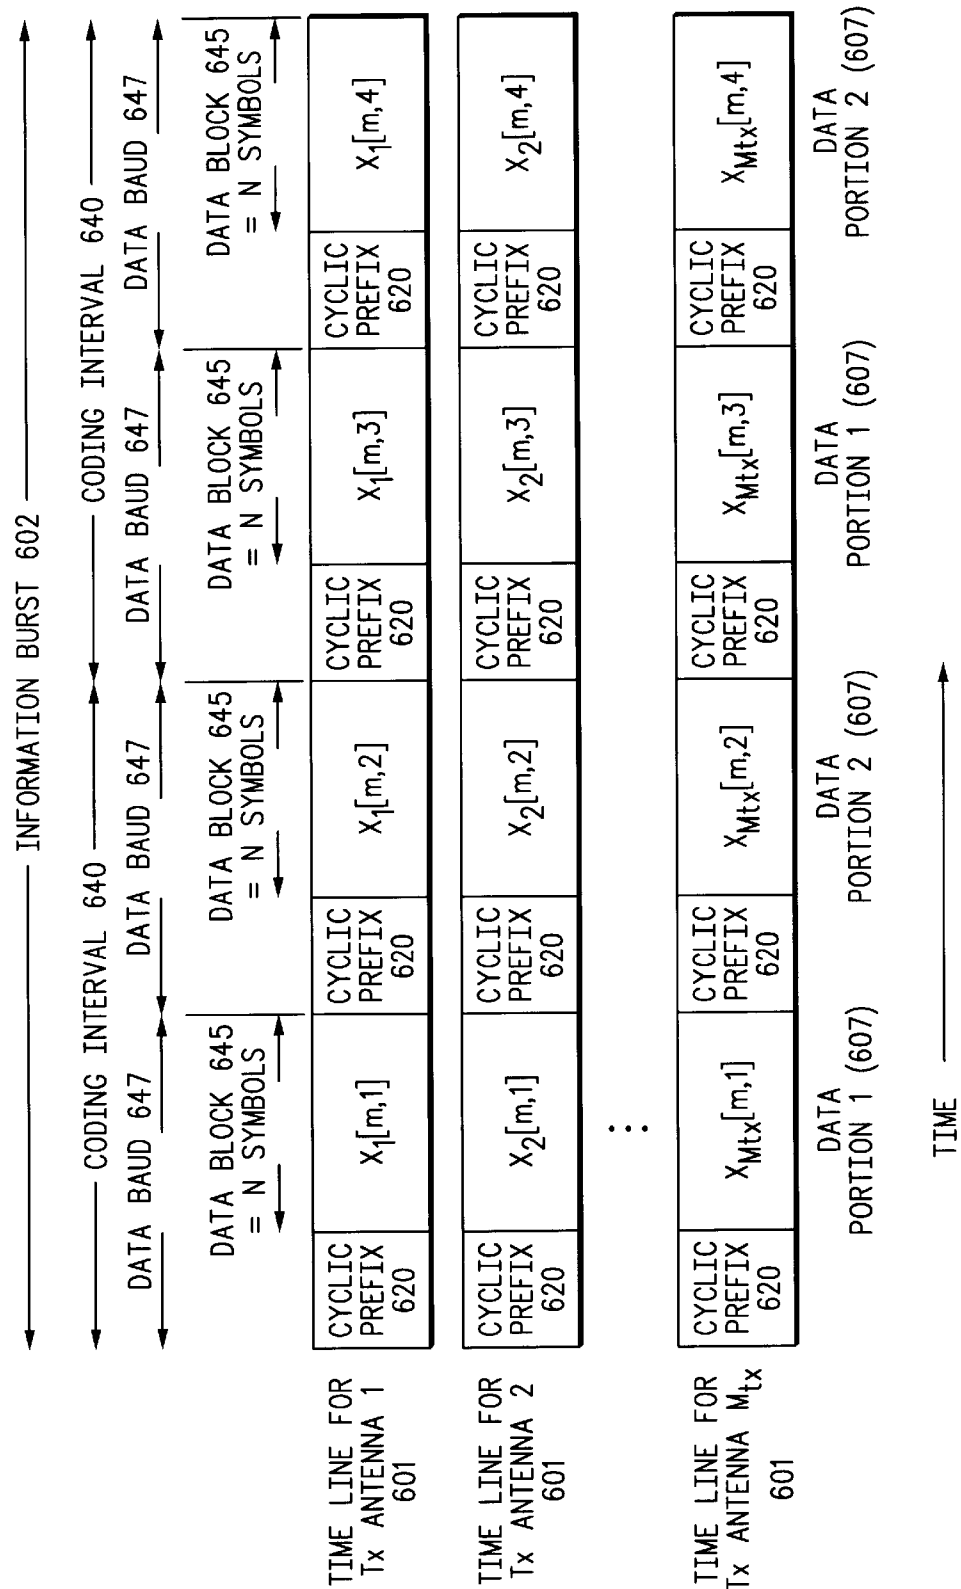 INFORMATION BURST 602
CODING INTERVAL 640
CODING INTERVAL 640
DATA BAUD 647
DATA BAUD 647
DATA BAUD 647
DATA BAUD 647
DATA BLOCK 645
= N SYMBOLS
DATA BLOCK 645
= N SYMBOLS
DATA BLOCK 645
= N SYMBOLS
DATA BLOCK 645
= N SYMBOLS
TIME LINE FOR
Tx ANTENNA 1
601
CYCLIC
PREFIX
620
X1[m,1]
CYCLIC
PREFIX
620
X1[m,2]
CYCLIC
PREFIX
620
X1[m,3]
CYCLIC
PREFIX
620
X1[m,4]
TIME LINE FOR
Tx ANTENNA 2
601
CYCLIC
PREFIX
620
X2[m,1]
CYCLIC
PREFIX
620
X2[m,2]
CYCLIC
PREFIX
620
X2[m,3]
CYCLIC
PREFIX
620
X2[m,4]
...
TIME LINE FOR
Tx ANTENNA Mtx
601
CYCLIC
PREFIX
620
XMtx[m,1]
CYCLIC
PREFIX
620
XMtx[m,2]
CYCLIC
PREFIX
620
XMtx[m,3]
CYCLIC
PREFIX
620
XMtx[m,4]
DATA
PORTION 1 (607)
DATA
PORTION 2 (607)
DATA
PORTION 1 (607)
DATA
PORTION 2 (607)
TIME